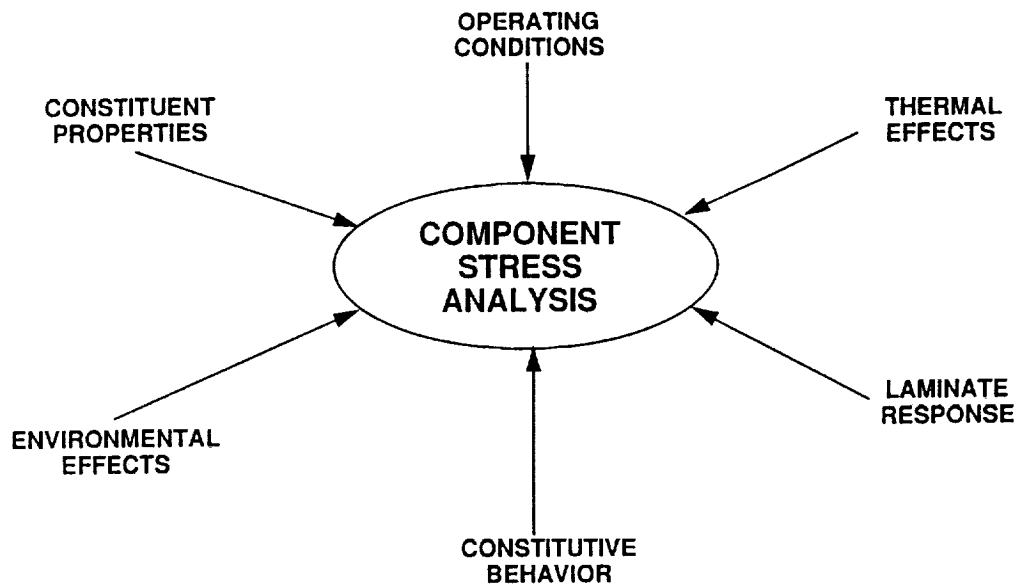 OPERATING
CONDITIONS
CONSTITUENT
PROPERTIES
THERMAL
EFFECTS
COMPONENT
STRESS
ANALYSIS
LAMINATE
RESPONSE
ENVIRONMENTAL
EFFECTS
CONSTITUTIVE
BEHAVIOR